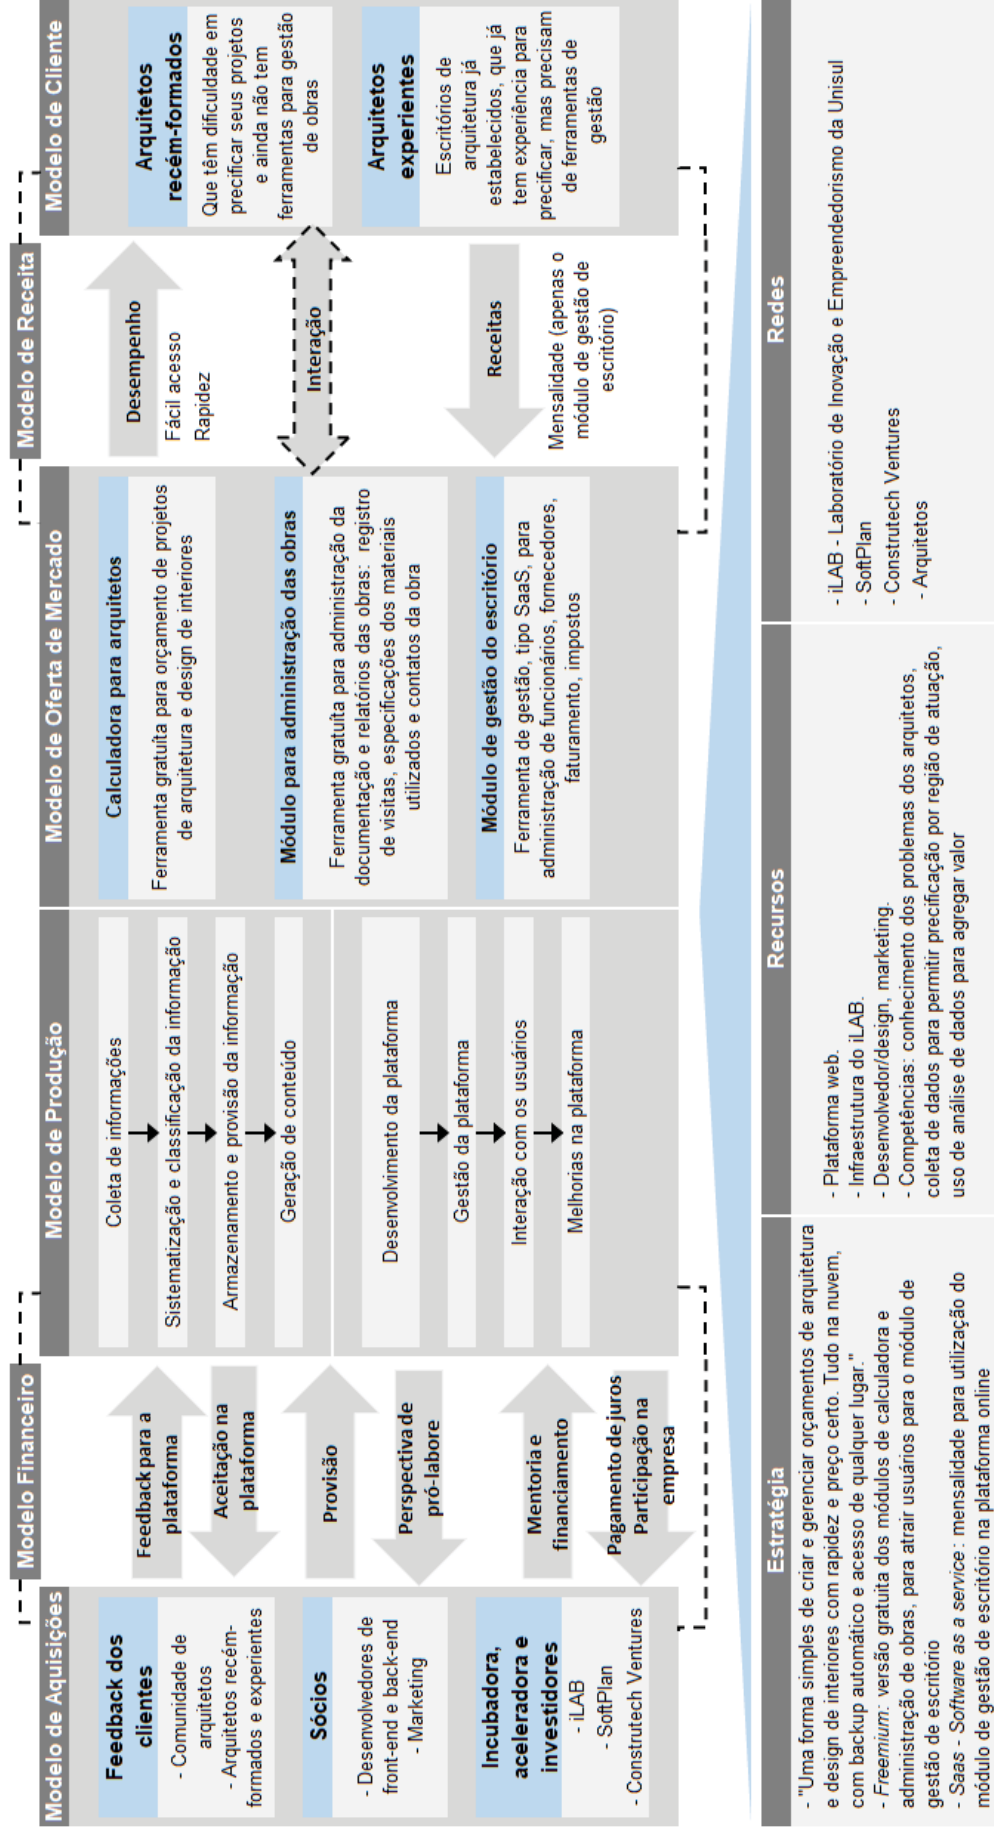 Modelo Financeiro
Modelo de Receita
Modelo de Aquisições
Feedback dos
clientes
- Comunidade de
arquitetos
- Arquitetos recém-
formados e experientes
Sócios
- Desenvolvedores de
front-end e back-end
- Marketing
Incubadora,
aceleradora e
investidores
- iLAB
- SoftPlan
- Construtech Ventures
Feedback para a
plataforma
Aceitação na
plataforma
Provisão
Perspectiva de
pró-labore
Mentoria e
financiamento
Pagamento de juros
Participação na
empresa
Modelo de Produção
Coleta de informações
Sistematização e classificação da informação
Armazenamento e provisão da informação
Geração de conteúdo
Desenvolvimento da plataforma
Gestão da plataforma
Interação com os usuários
Melhorias na plataforma
Modelo de Oferta de Mercado
Calculadora para arquitetos
Ferramenta gratuíta para orçamento de projetos
de arquitetura e design de interiores
Módulo para administração das obras
Ferramenta gratuíta para administração da
documentação e relatórios das obras: registro
de visitas, especificações dos materiais
utilizados e contatos da obra
Módulo de gestão do escritório
Ferramenta de gestão, tipo SaaS, para
administração de funcionários, fornecedores,
faturamento, impostos
Desempenho
Fácil acesso
Rapidez
Interação
Receitas
Mensalidade (apenas o
módulo de gestão de
escritório)
Modelo de Cliente
Arquitetos
recém-formados
Que têm dificuldade em
precificar seus projetos
e ainda não tem
ferramentas para gestão
de obras
Arquitetos
experientes
Escritórios de
arquitetura já
estabelecidos, que já
tem experiência para
precificar, mas precisam
de ferramentas de
gestão
Estratégia
- "Uma forma simples de criar e gerenciar orçamentos de arquitetura
e design de interiores com rapidez e preço certo. Tudo na nuvem,
com backup automático e acesso de qualquer lugar."
- Freemium: versão gratuita dos módulos de calculadora e
administração de obras, para atrair usuários para o módulo de
gestão de escritório
- Saas - Software as a service: mensalidade para utilização do
módulo de gestão de escritório na plataforma online
Recursos
- Plataforma web.
- Infraestrutura do iLAB.
- Desenvolvedor/design, marketing.
- Competências: conhecimento dos problemas dos arquitetos,
coleta de dados para permitir precificação por região de atuação,
uso de análise de dados para agregar valor
Redes
- iLAB - Laboratório de Inovação e Empreendedorismo da Unisul
- SoftPlan
- Construtech Ventures
- Arquitetos